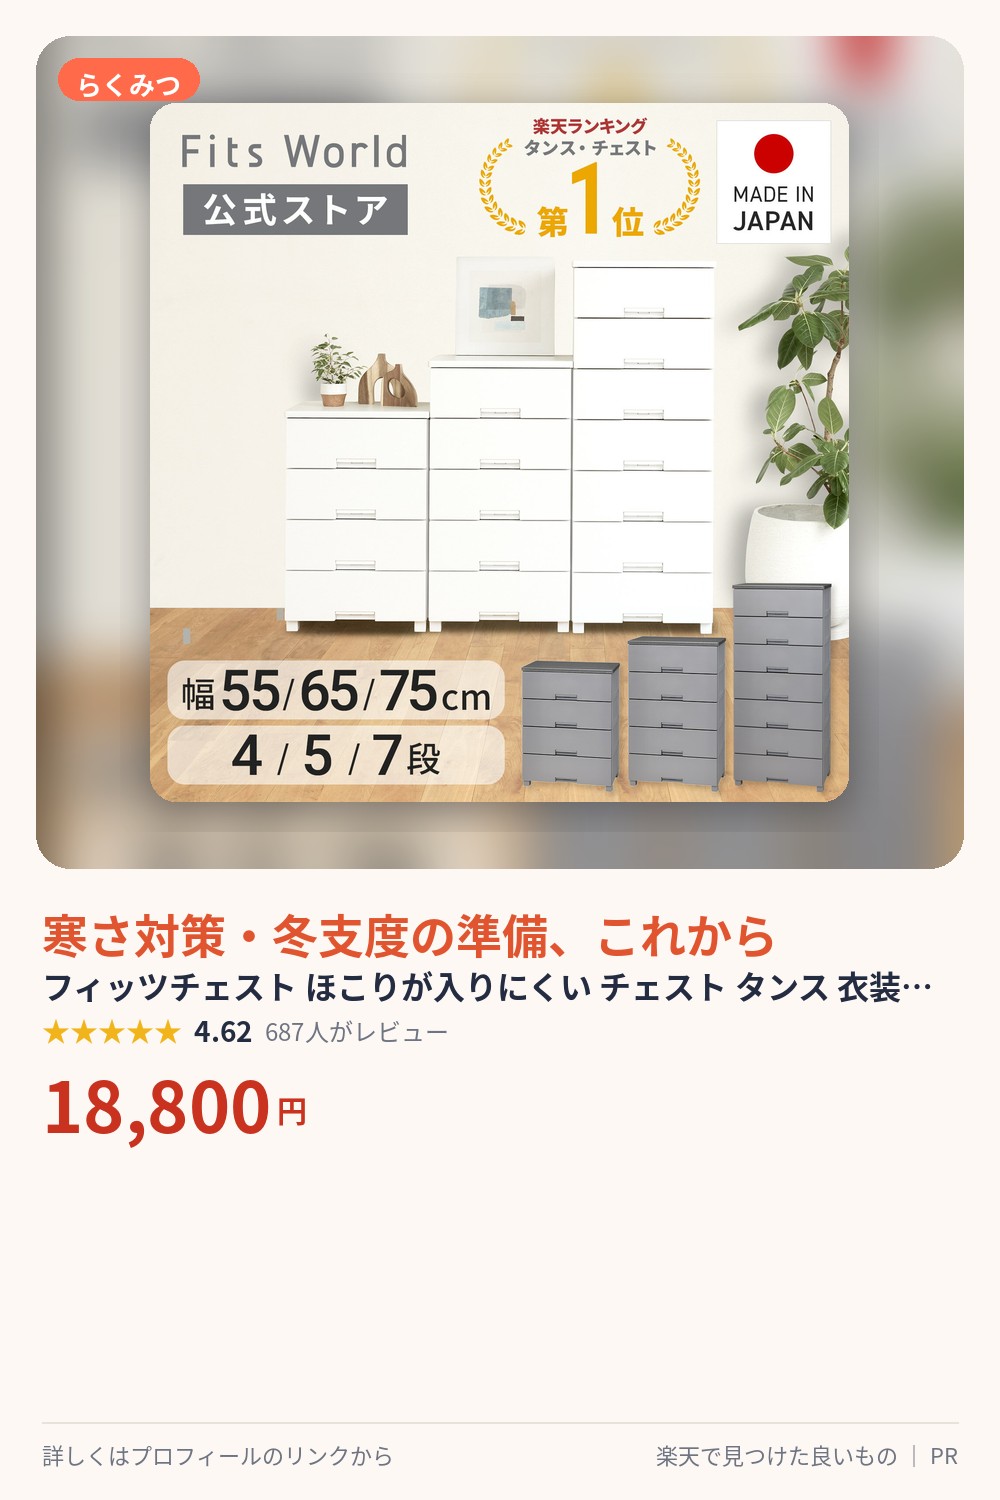 らくみつ
Fits World
公式ストア
楽天ランキング
タンス・チェスト
第1位
MADE IN
JAPAN
幅55/65/75cm
4 / 5 / 7段
寒さ対策・冬支度の準備、これから
フィッツチェスト ほこりが入りにくい チェスト タンス 衣装…
★★★★★ 4.62 687人がレビュー
18,800円
詳しくはプロフィールのリンクから
楽天で見つけた良いもの | PR